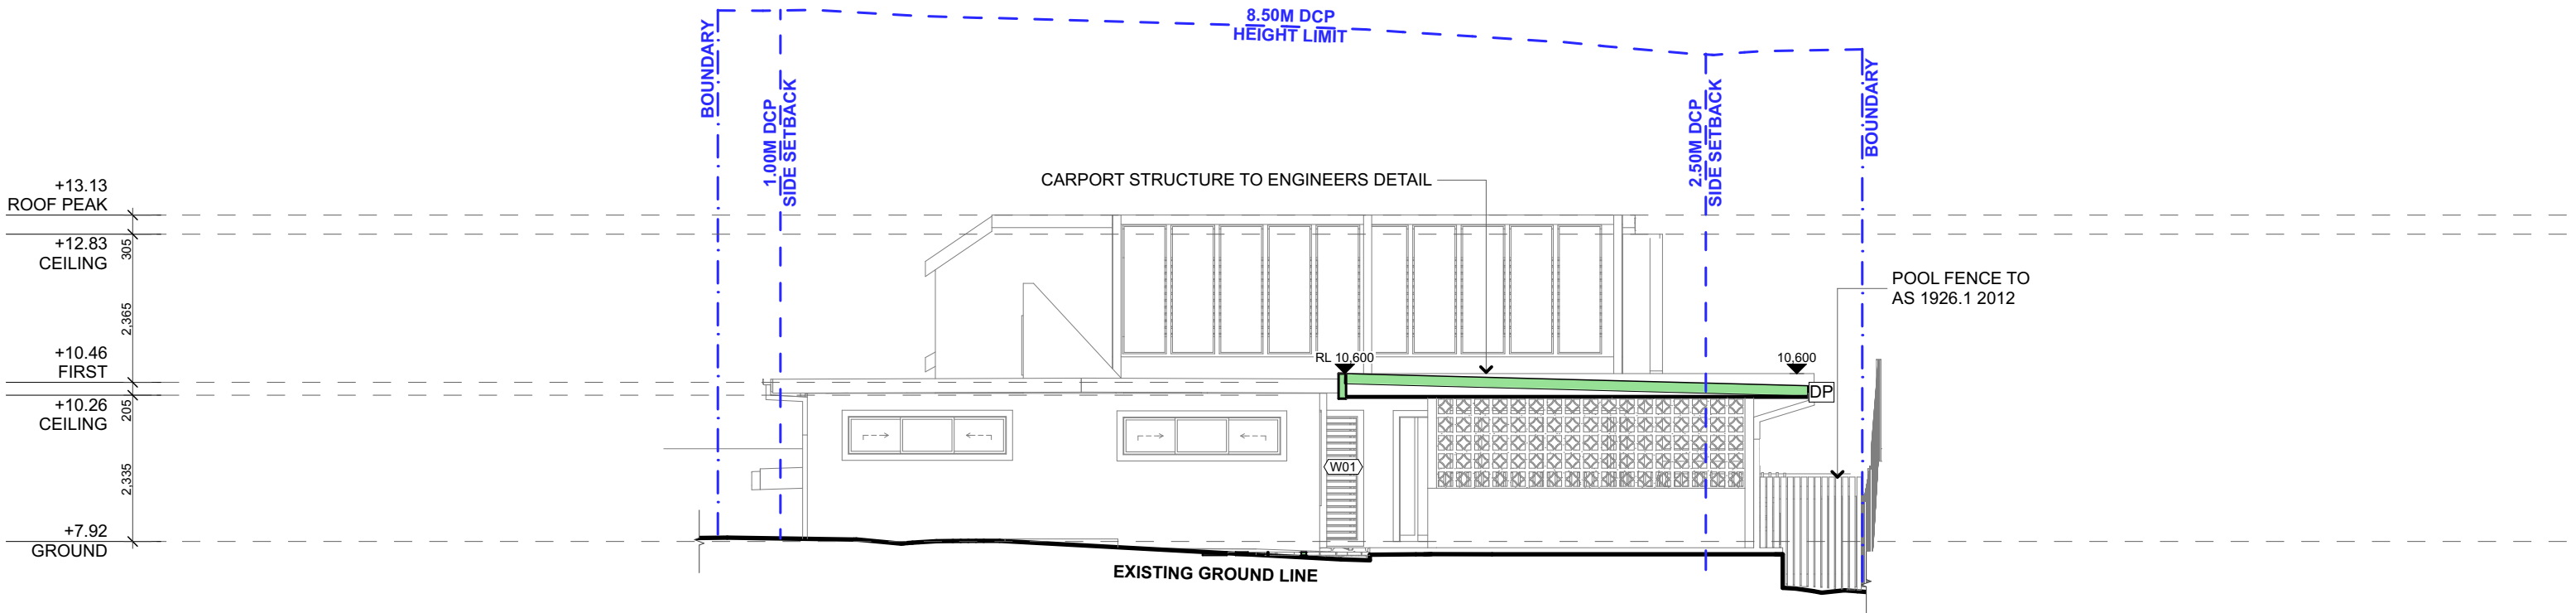 8.50M DCP
HEIGHT LIMIT
BOUNDARY
1.00M DCP
SIDE SETBACK
2.50M DCP
SIDE SETBACK
BOUNDARY
CARPORT STRUCTURE TO ENGINEERS DETAIL
+13.13
ROOF PEAK
305
+12.83
CEILING
2,365
POOL FENCE TO
AS 1926.1 2012
+10.46
FIRST
RL 10,600
10,600
DP
205
+10.26
CEILING
2,335
W01
+7.92
GROUND
EXISTING GROUND LINE